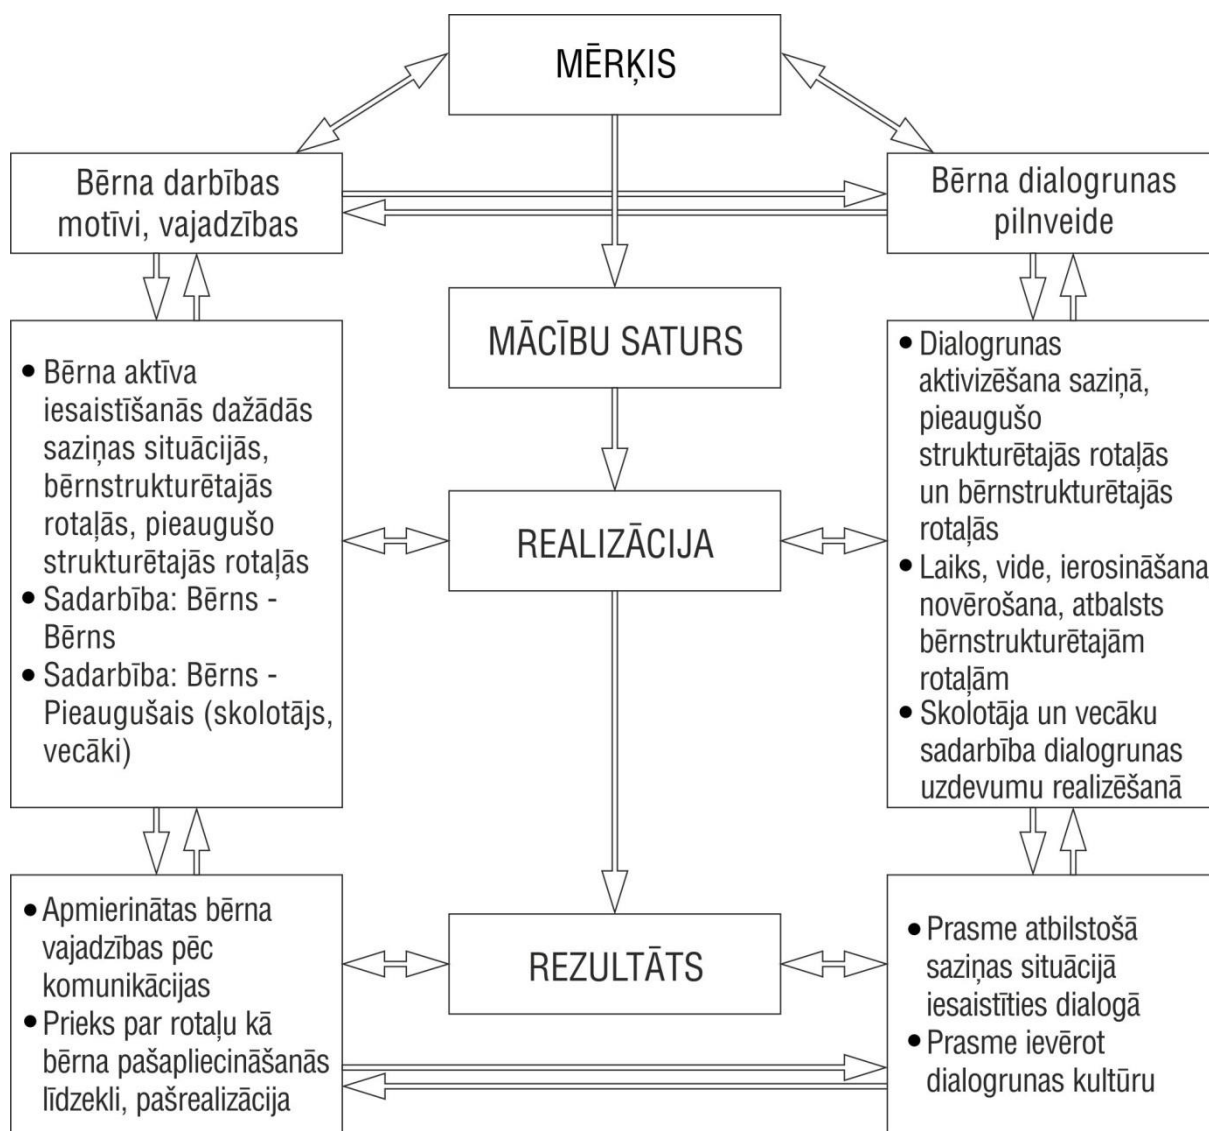 MĒRĶIS
Bērna darbības
motīvi, vajadzības
Bērna dialogrunas
pilnveide
MĀCĪBU SATURS
• Bērna aktīva
iesaistīšanās dažādās
saziņas situācijās,
bērnstrukturētajās
rotaļās, pieaugušo
strukturētajās rotaļās
• Sadarbība: Bērns -
Bērns
• Sadarbība: Bērns -
Pieaugušais (skolotājs,
vecāki)
REALIZĀCIJA
• Dialogrunas
aktivizēšana saziņā,
pieaugušo
strukturētajās rotaļās
un bērnstrukturētajās
rotaļās
• Laiks, vide, ierosināšana
novērošana, atbalsts
bērnstrukturētajām
rotaļām
• Skolotāja un vecāku
sadarbība dialogrunas
uzdevumu realizēšanā
• Apmierinātas bērna
vajadzības pēc
komunikācijas
• Prieks par rotaļu kā
bērna pašapliecināšanās
līdzekli, pašrealizācija
REZULTĀTS
• Prasme atbilstošā
saziņas situācijā
iesaistīties dialogā
• Prasme ievērot
dialogrunas kultūru